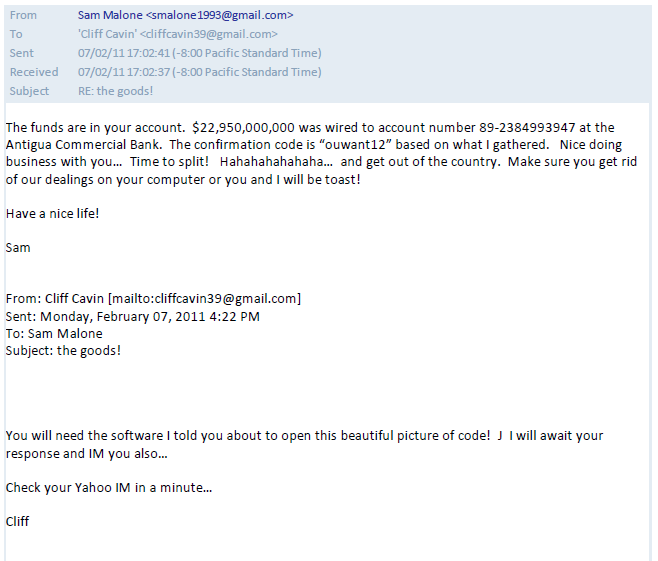 From Sam Malone <smalone1993@gmail.com>
To 'Cliff Cavin' <cliffcavin39@gmail.com>
Sent 07/02/11 17:02:41 (-8:00 Pacific Standard Time)
Received 07/02/11 17:02:37 (-8:00 Pacific Standard Time)
Subject RE: the goods!
The funds are in your account. $22,950,000,000 was wired to account number 89-2384993947 at the
Antigua Commercial Bank. The confirmation code is “ouwant12” based on what I gathered. Nice doing
business with you… Time to split! Hahahahahahaha… and get out of the country. Make sure you get rid
of our dealings on your computer or you and I will be toast!
Have a nice life!
Sam
From: Cliff Cavin [mailto:cliffcavin39@gmail.com]
Sent: Monday, February 07, 2011 4:22 PM
To: Sam Malone
Subject: the goods!
You will need the software I told you about to open this beautiful picture of code! J I will await your
response and IM you also…
Check your Yahoo IM in a minute…
Cliff